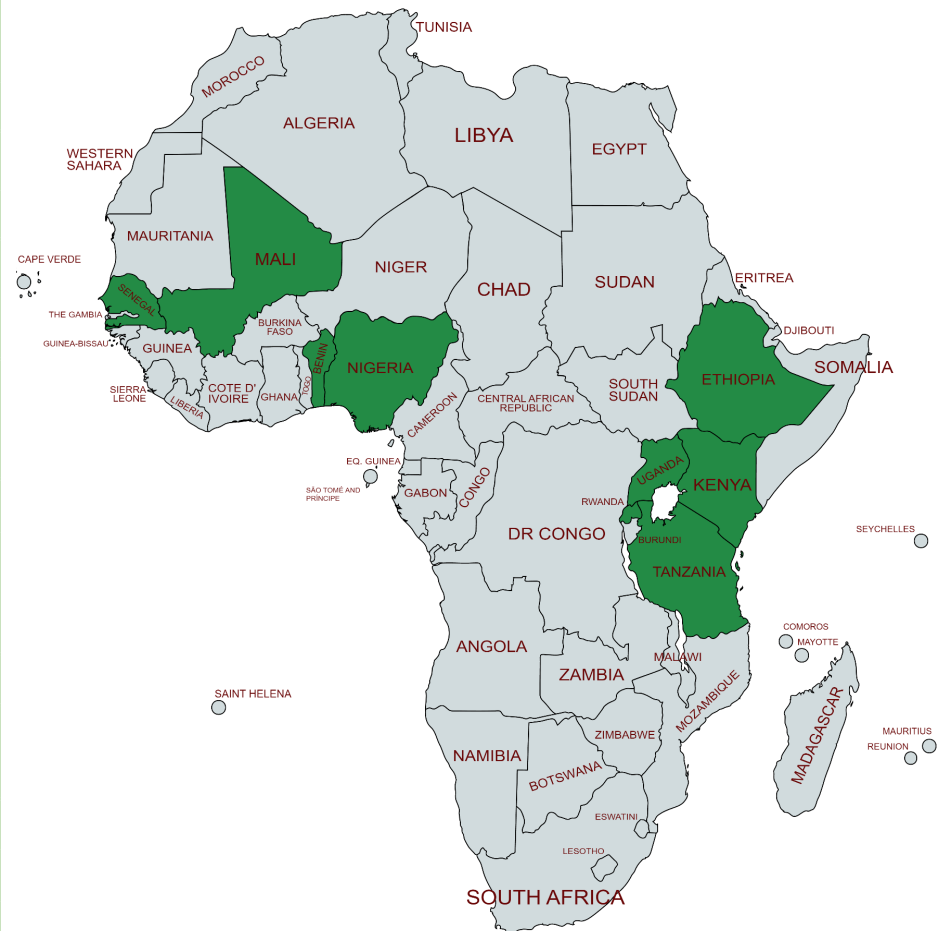 TUNISIA
MOROCCO
ALGERIA
LIBYA
EGYPT
WESTERN
SAHARA
MAURITANIA
MALI
NIGER
CHAD
SUDAN
ERITREA
CAPE VERDE
SENEGAL
THE GAMBIA
GUINEA-BISSAU
GUINEA
BURKINA
FASO
BENIN
NIGERIA
DJIBOUTI
SOMALIA
ETHIOPIA
SOUTH
SUDAN
CENTRAL AFRICAN
REPUBLIC
CAMEROON
SIERRA
LEONE
LIBERIA
COTE D'
IVOIRE
GHANA
TOGO
EQ. GUINEA
SÃO TOMÉ AND
PRÍNCIPE
GABON
CONGO
UGANDA
KENYA
RWANDA
DR CONGO
BURUNDI
TANZANIA
SEYCHELLES
COMOROS
MAYOTTE
ANGOLA
ZAMBIA
MALAWI
MOZAMBIQUE
SAINT HELENA
MADAGASCAR
MAURITIUS
REUNION
NAMIBIA
ZIMBABWE
BOTSWANA
ESWATINI
LESOTHO
SOUTH AFRICA